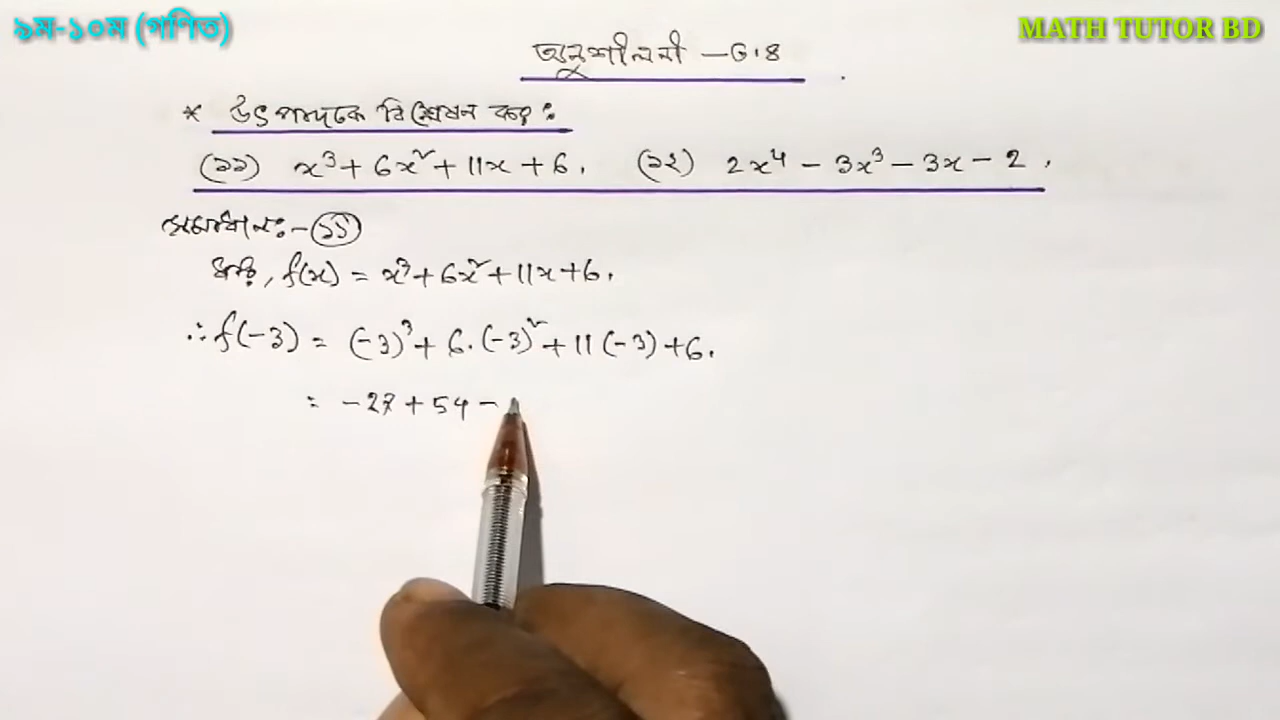 ৯ম-১০ম (গণিত)
MATH TUTOR BD
অনুশীলনী — ৩.৪
* উৎপাদকে বিশ্লেষন কর:
(১১) x³ + 6x² + 11x + 6. (১২) 2x⁴ - 3x³ - 3x - 2.
সমাধান:- (১১)
ধরি, f(x) = x³ + 6x² + 11x + 6.
∴ f(-3) = (-3)³ + 6.(-3)² + 11(-3) + 6.
= -27 + 54 -